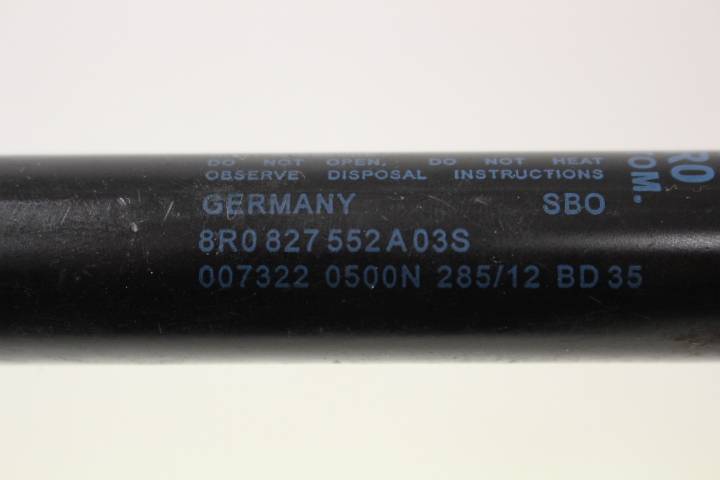 DO NOT OPEN, DO NOT HEAT
OBSERVE DISPOSAL INSTRUCTIONS
GERMANY SBO
8R0 827 552 A 03S
007322 0500N 285/12 BD 35